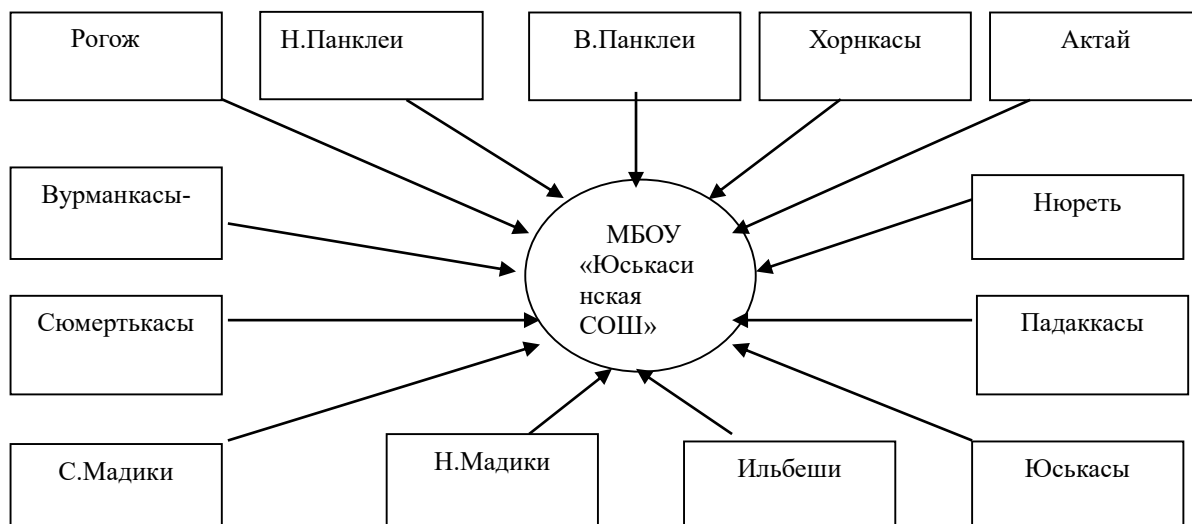 Рогож
Н.Панклеи
В.Панклеи
Хорнкасы
Актай
Вурманкасы-
МБОУ
«Юськаси
нская
СОШ»
Нюреть
Сюмертькасы
Падаккасы
С.Мадики
Н.Мадики
Ильбеши
Юськасы